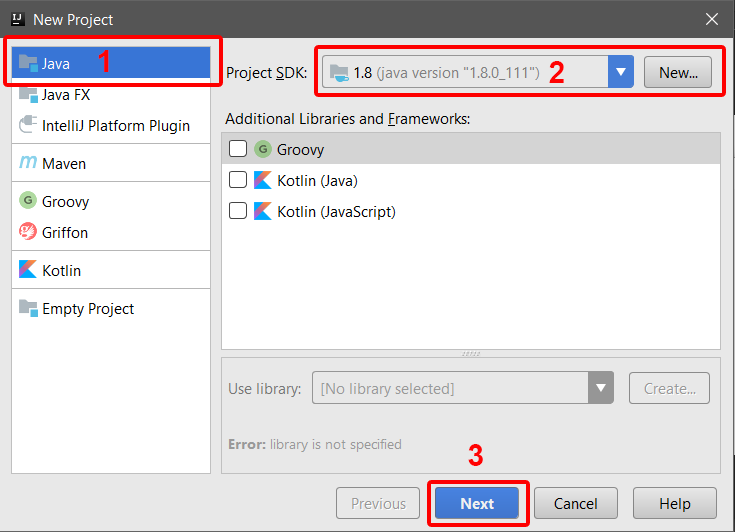 IJ New Project
Java 1
Java FX
IntelliJ Platform Plugin
m Maven
G Groovy
Griffon
Kotlin
Empty Project
Project SDK: 1.8 (java version "1.8.0_111") 2 New...
Additional Libraries and Frameworks:
G Groovy
Kotlin (Java)
Kotlin (JavaScript)
Use library: [No library selected] Create...
Error: library is not specified
3
Previous Next Cancel Help